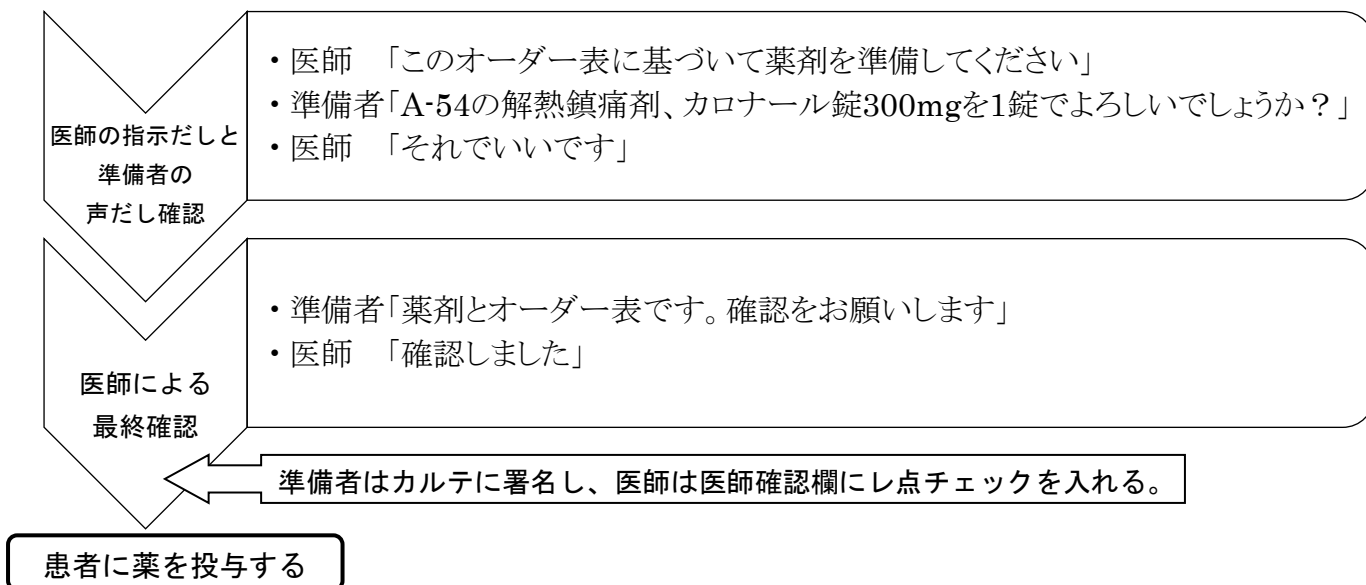 医師の指示だしと
準備者の
声だし確認
・医師　「このオーダー表に基づいて薬剤を準備してください」
・準備者「A-54の解熱鎮痛剤、カロナール錠300mgを1錠でよろしいでしょうか？」
・医師　「それでいいです」
医師による
最終確認
・準備者「薬剤とオーダー表です。確認をお願いします」
・医師　「確認しました」
準備者はカルテに署名し、医師は医師確認欄にレ点チェックを入れる。
患者に薬を投与する